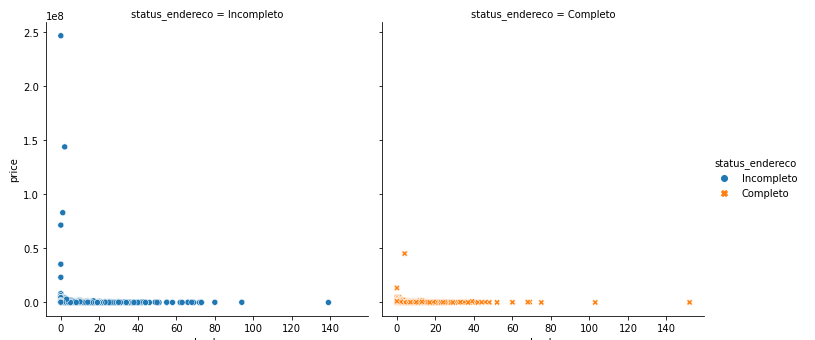 status_endereco = Incompleto
status_endereco = Completo
1e8
2.5
2.0
1.5
1.0
0.5
0.0
price
0 20 40 60 80 100 120 140
0 20 40 60 80 100 120 140
status_endereco
Incompleto
Completo